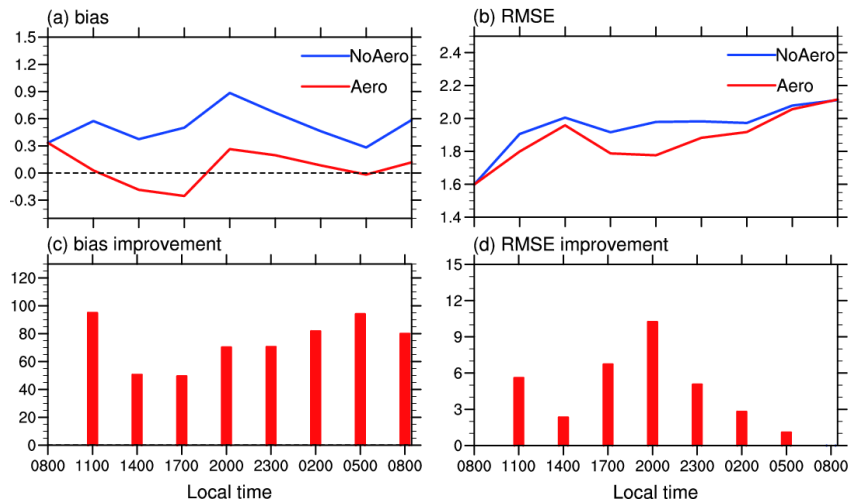 (a) bias
1.5
1.2
0.9
0.6
0.3
0.0
-0.3
NoAero
Aero
(b) RMSE
2.4
2.2
2.0
1.8
1.6
1.4
NoAero
Aero
(c) bias improvement
120
100
80
60
40
20
0
0800 1100 1400 1700 2000 2300 0200 0500 0800
Local time
(d) RMSE improvement
15
12
9
6
3
0
0800 1100 1400 1700 2000 2300 0200 0500 0800
Local time